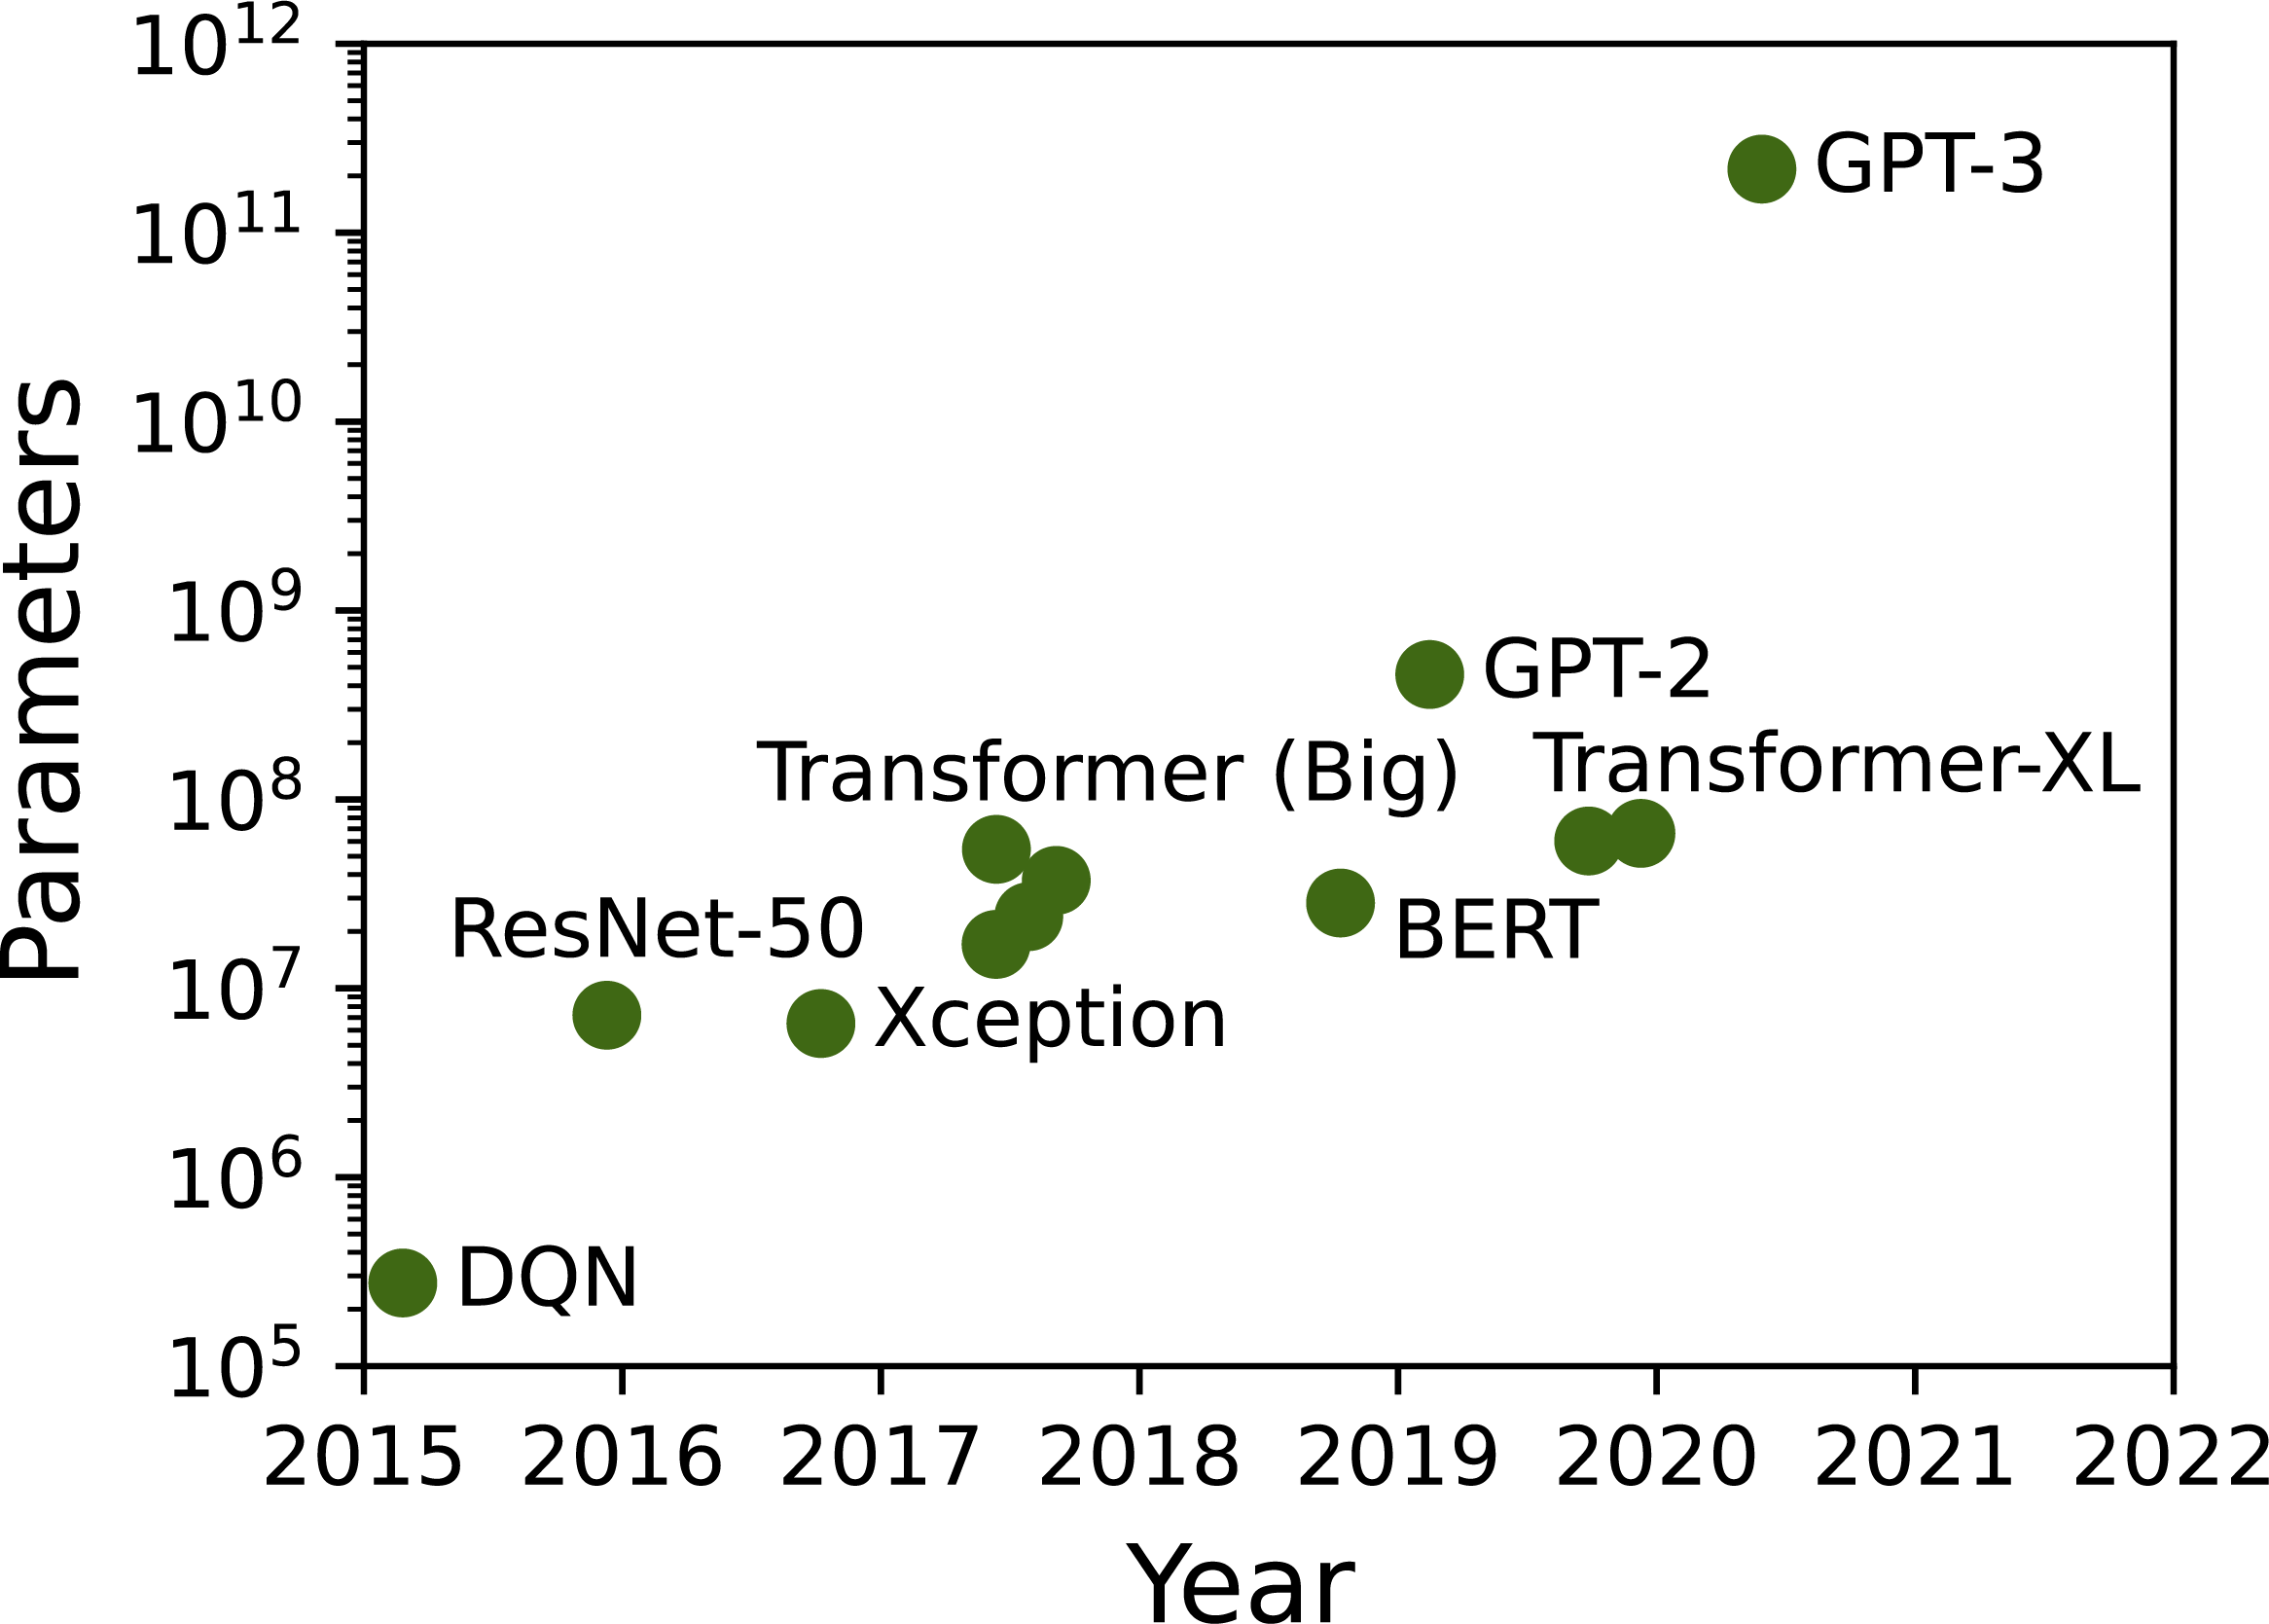 10^12
GPT-3
10^11
10^10
10^9
GPT-2
Transformer (Big)
Transformer-XL
10^8
ResNet-50
BERT
10^7
Xception
10^6
DQN
10^5
2015 2016 2017 2018 2019 2020 2021 2022
Year
Parameters